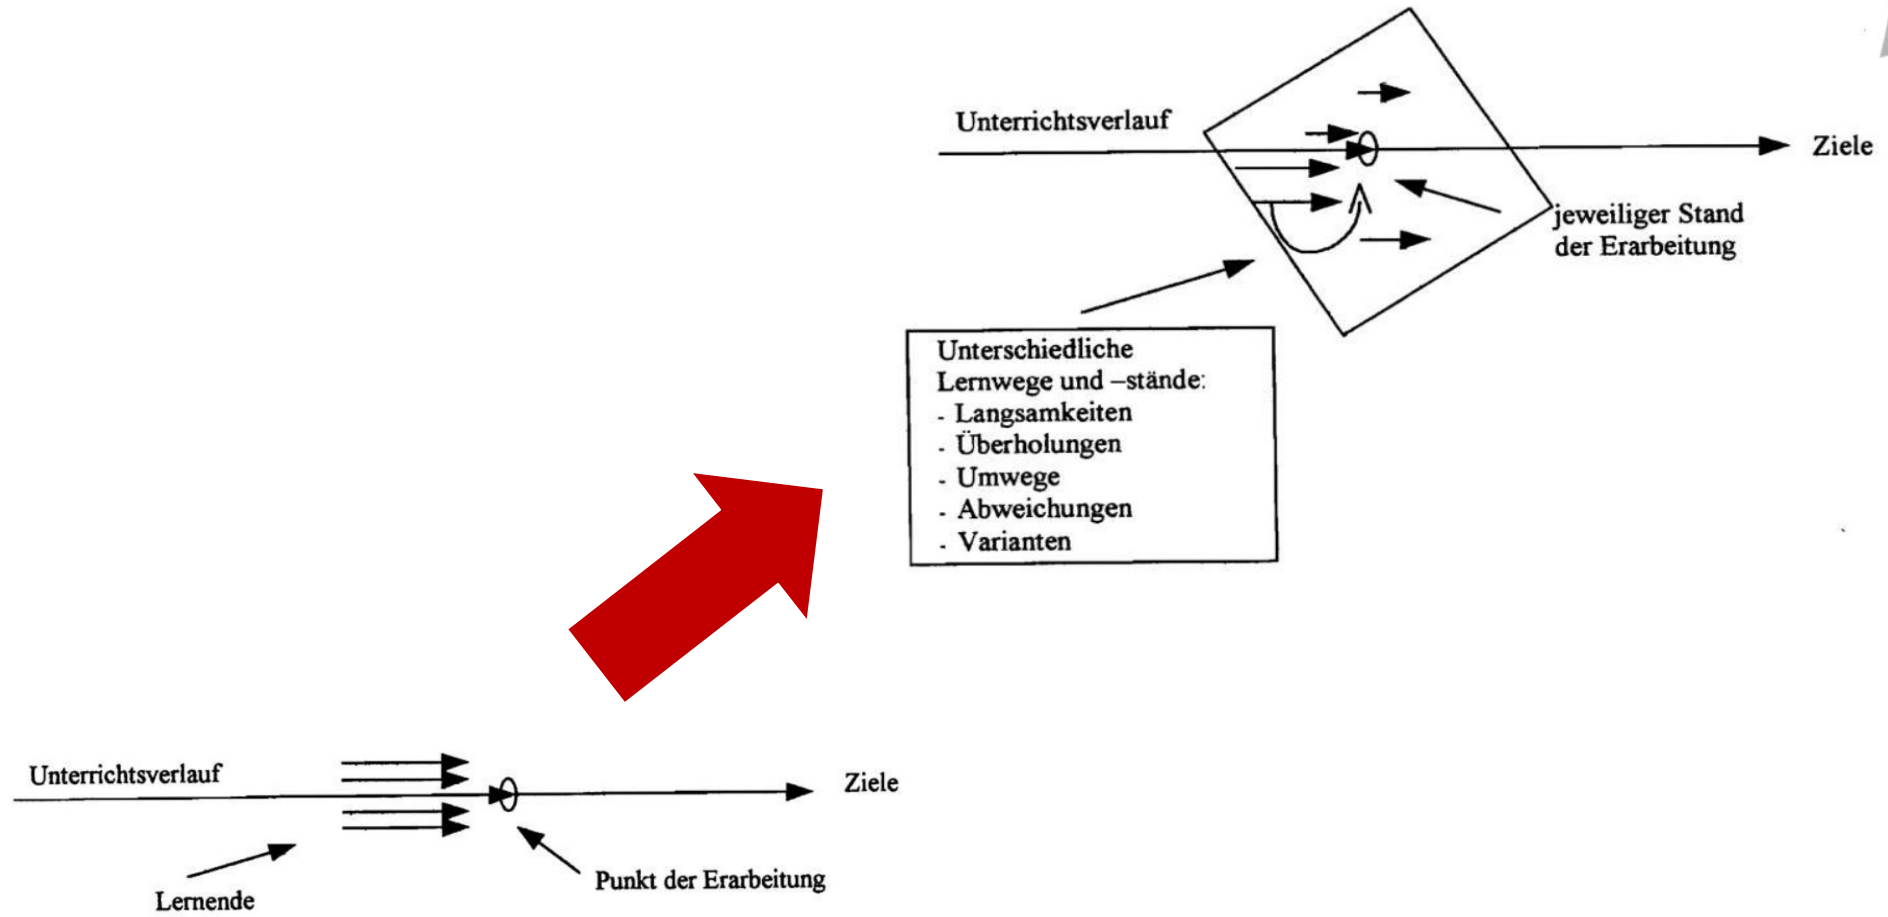 Unterrichtsverlauf
Ziele
jeweiliger Stand
der Erarbeitung
Unterschiedliche
Lernwege und –stände:
- Langsamkeiten
- Überholungen
- Umwege
- Abweichungen
- Varianten
Unterrichtsverlauf
Ziele
Lernende
Punkt der Erarbeitung